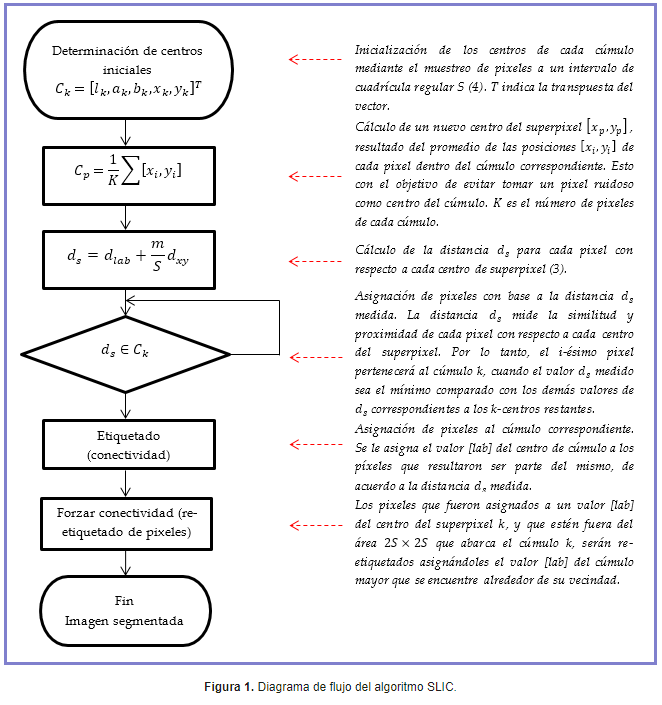 Determinación de centros
iniciales
C_k = [l_k, a_k, b_k, x_k, y_k]^T
Inicialización de los centros de cada cúmulo
mediante el muestreo de pixeles a un intervalo de
cuadrícula regular S (4). T indica la transpuesta del
vector.
C_p = 1/K ∑[x_i, y_i]
Cálculo de un nuevo centro del superpixel [x_p, y_p],
resultado del promedio de las posiciones [x_i, y_i] de
cada pixel dentro del cúmulo correspondiente. Esto
con el objetivo de evitar tomar un pixel ruidoso
como centro del cúmulo. K es el número de pixeles
de cada cúmulo.
d_s = d_lab + m/S d_xy
Cálculo de la distancia d_s para cada pixel con
respecto a cada centro de superpixel (3).
d_s ∈ C_k
Asignación de pixeles con base a la distancia d_s
medida. La distancia d_s mide la similitud y
proximidad de cada pixel con respecto a cada centro
del superpixel. Por lo tanto, el i-ésimo pixel
pertenecerá al cúmulo k, cuando el valor d_s medido
sea el mínimo comparado con los demás valores de
d_s correspondientes a los k-centros restantes.
Etiquetado
(conectividad)
Asignación de pixeles al cúmulo correspondiente.
Se le asigna el valor [lab] del centro de cúmulo a los
píxeles que resultaron ser parte del mismo, de
acuerdo a la distancia d_s medida.
Forzar conectividad (re-
etiquetado de pixeles)
Los pixeles que fueron asignados a un valor [lab]
del centro del superpixel k, y que estén fuera del
área 2S × 2S que abarca el cúmulo k, serán re-
etiquetados asignándoles el valor [lab] del cúmulo
mayor que se encuentre alrededor de su vecindad.
Fin
Imagen segmentada
Figura 1. Diagrama de flujo del algoritmo SLIC.